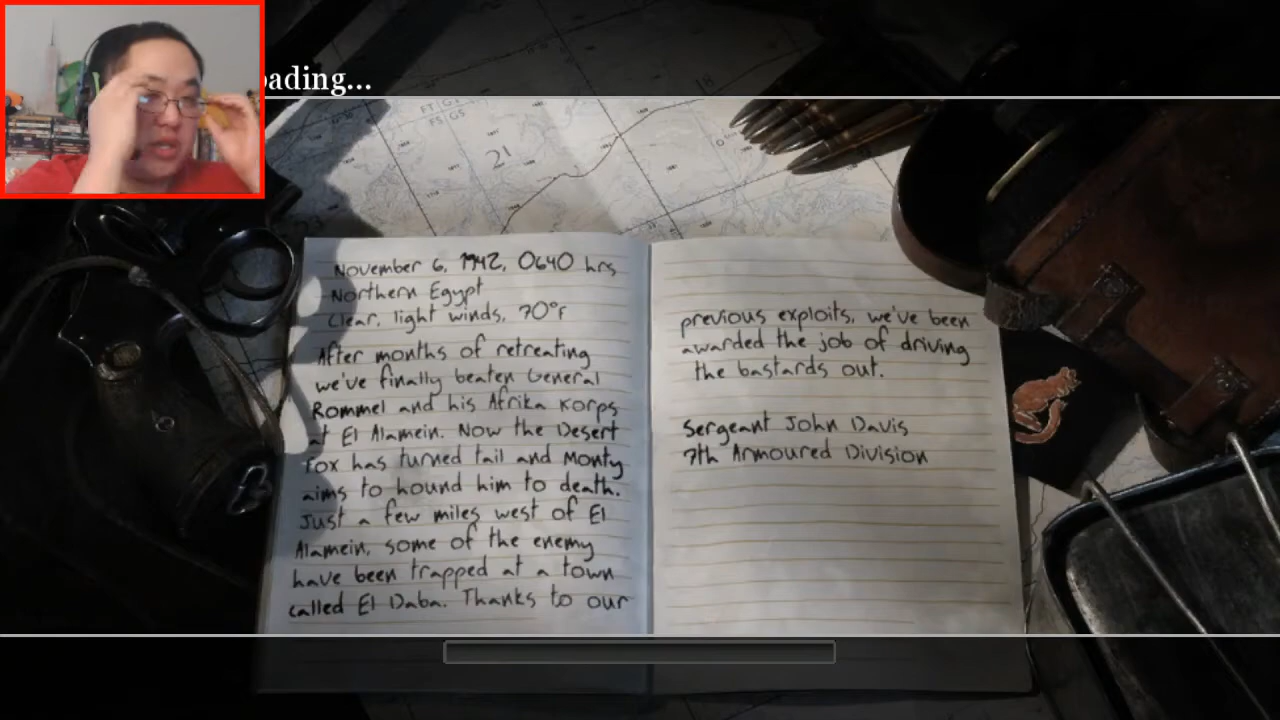 oading...
FT
FS GS
21
18
November 6, 1942, 0640 hrs
Northern Egypt
Clear, light winds, 70°F
After months of retreating
we've finally beaten General
Rommel and his Afrika Korps
at El Alamein. Now the Desert
Fox has turned tail and Monty
aims to hound him to death.
Just a few miles west of El
Alamein, some of the enemy
have been trapped at a town
called El Daba. Thanks to our
previous exploits, we've been
awarded the job of driving
the bastards out.
Sergeant John Davis
7th Armoured Division